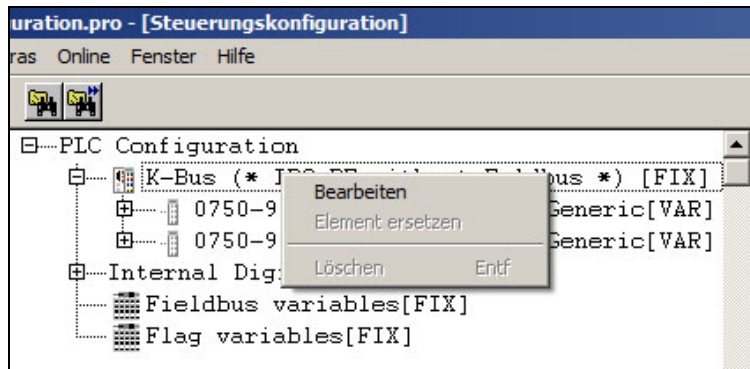 uration.pro - [Steuerungskonfiguration]
ras Online Fenster Hilfe
PLC Configuration
K-Bus (* bus *) [FIX]
Bearbeiten
0750-9 Generic[VAR]
Element ersetzen
0750-9 Generic[VAR]
Löschen Entf
Internal Dig
Fieldbus variables[FIX]
Flag variables[FIX]